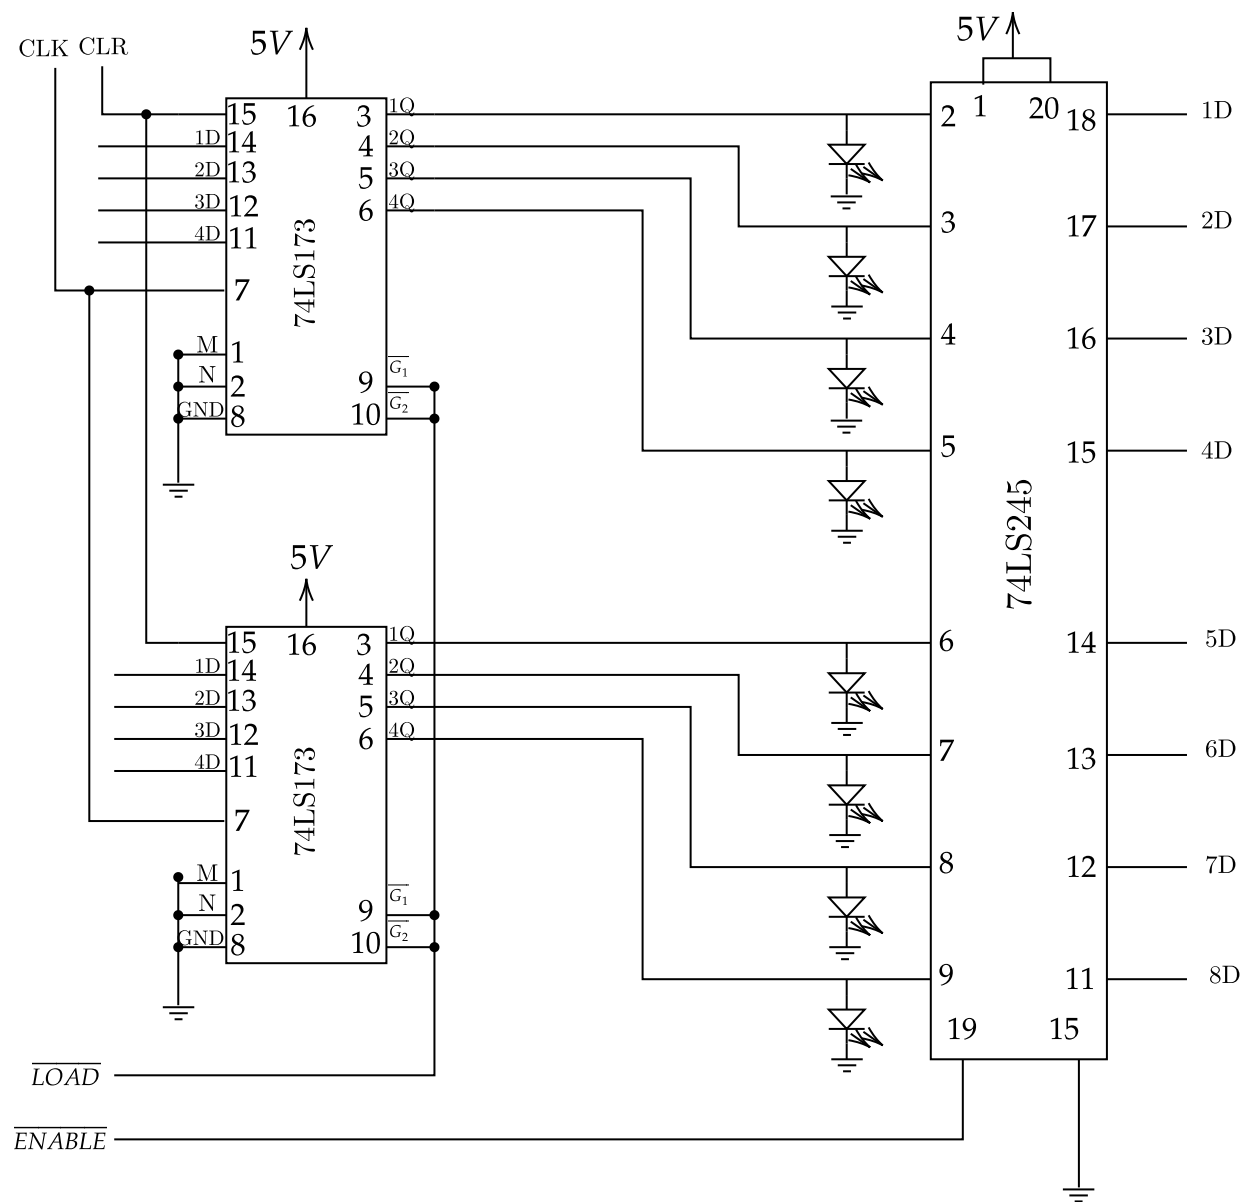 CLK CLR
5V
15 16 3 1Q
1D 14 4 2Q
2D 13 5 3Q
3D 12 6 4Q
4D 11
74LS173
7
M 1
N 2 9 G₁
GND 8 10 G₂
5V
15 16 3 1Q
1D 14 4 2Q
2D 13 5 3Q
3D 12 6 4Q
4D 11
74LS173
7
M 1
N 2 9 G₁
GND 8 10 G₂
LOAD
ENABLE
5V
2 1 20 18 1D
3 17 2D
4 16 3D
5 15 4D
74LS245
6 14 5D
7 13 6D
8 12 7D
9 11 8D
19 15